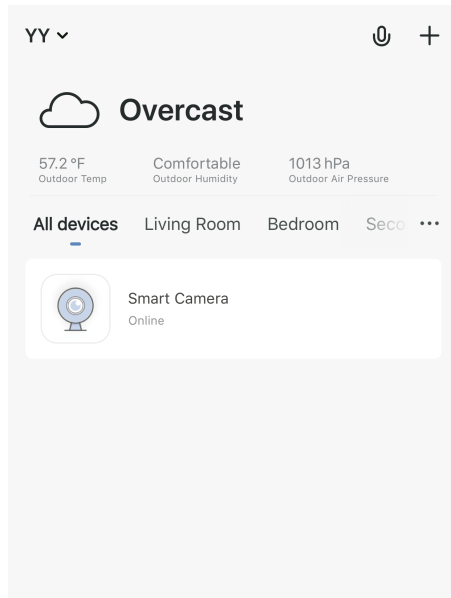 YY
Overcast
57.2 °F Comfortable 1013 hPa
Outdoor Temp Outdoor Humidity Outdoor Air Pressure
All devices Living Room Bedroom Seco
Smart Camera
Online